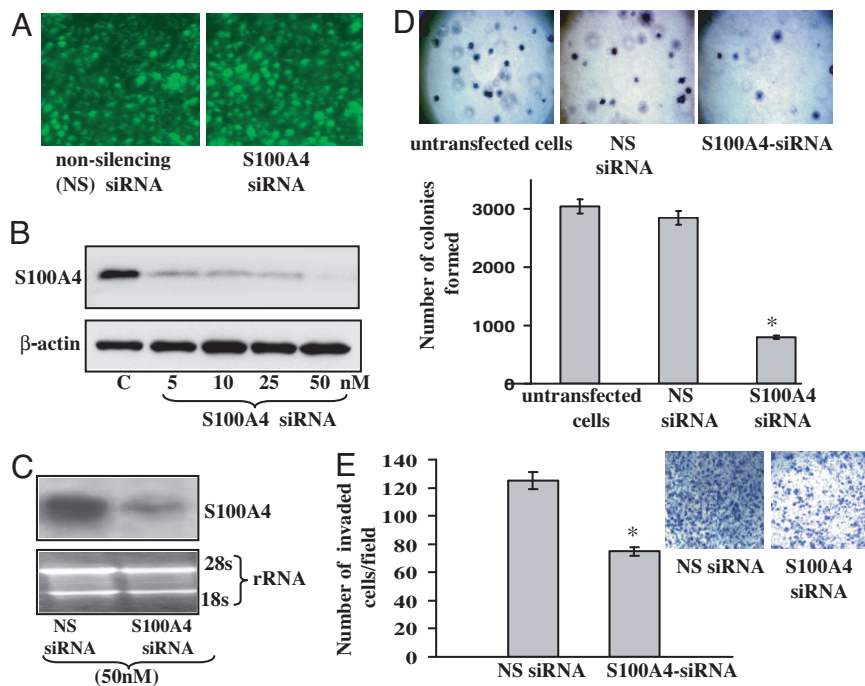 A
non-silencing
(NS) siRNA
S100A4
siRNA
B
S100A4
β-actin
C
5
10
25
50
nM
S100A4 siRNA
C
S100A4
28s
18s
rRNA
NS
siRNA
S100A4
siRNA
(50nM)
D
untransfected cells
NS
siRNA
S100A4-siRNA
Number of colonies
formed
3000
2000
1000
0
*
untransfected
cells
NS
siRNA
S100A4
siRNA
E
Number of invaded
cells/field
140
120
100
80
60
40
20
0
*
NS siRNA
S100A4-siRNA
NS siRNA
S100A4
siRNA